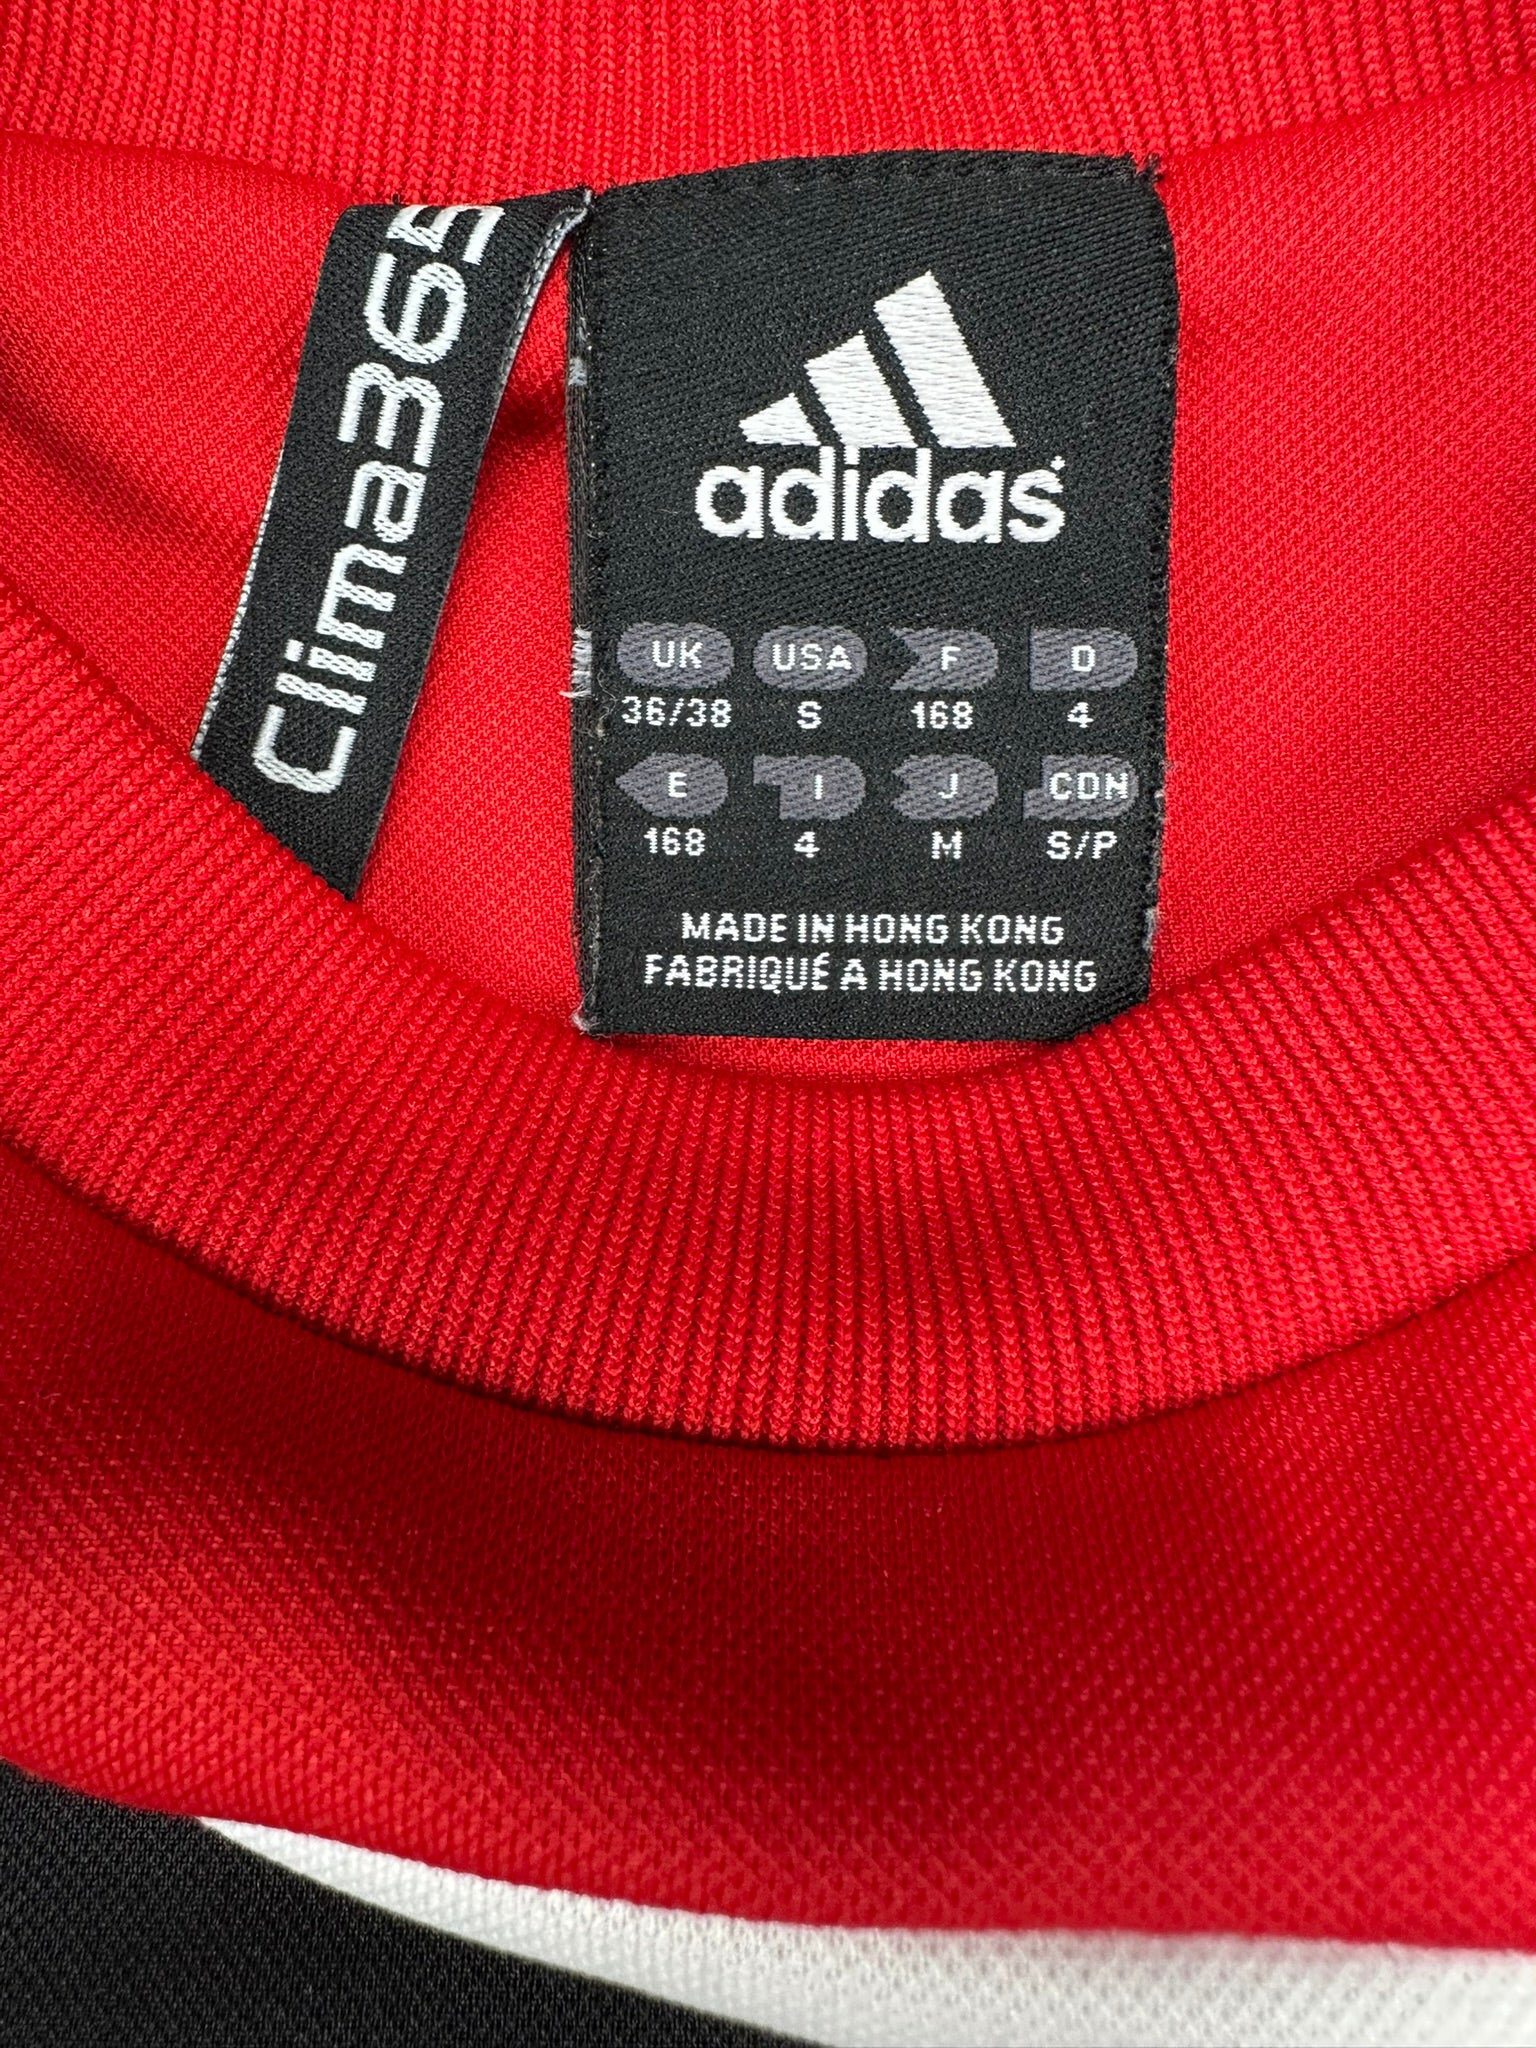 Clima365
adidas
UK USA F D
36/38 S 168 4
E I J CDN
168 4 M S/P
MADE IN HONG KONG
FABRIQUÉ A HONG KONG